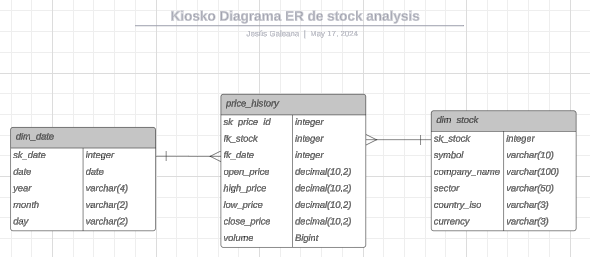 Kiosko Diagrama ER de stock analysis
Jesús Galeana | May 17, 2024
dim_date
sk_date integer
date date
year varchar(4)
month varchar(2)
day varchar(2)
price_history
sk_price_id integer
fk_stock integer
fk_date integer
open_price decimal(10,2)
high_price decimal(10,2)
low_price decimal(10,2)
close_price decimal(10,2)
volume Bigint
dim_stock
sk_stock integer
symbol varchar(10)
company_name varchar(100)
sector varchar(50)
country_iso varchar(3)
currency varchar(3)